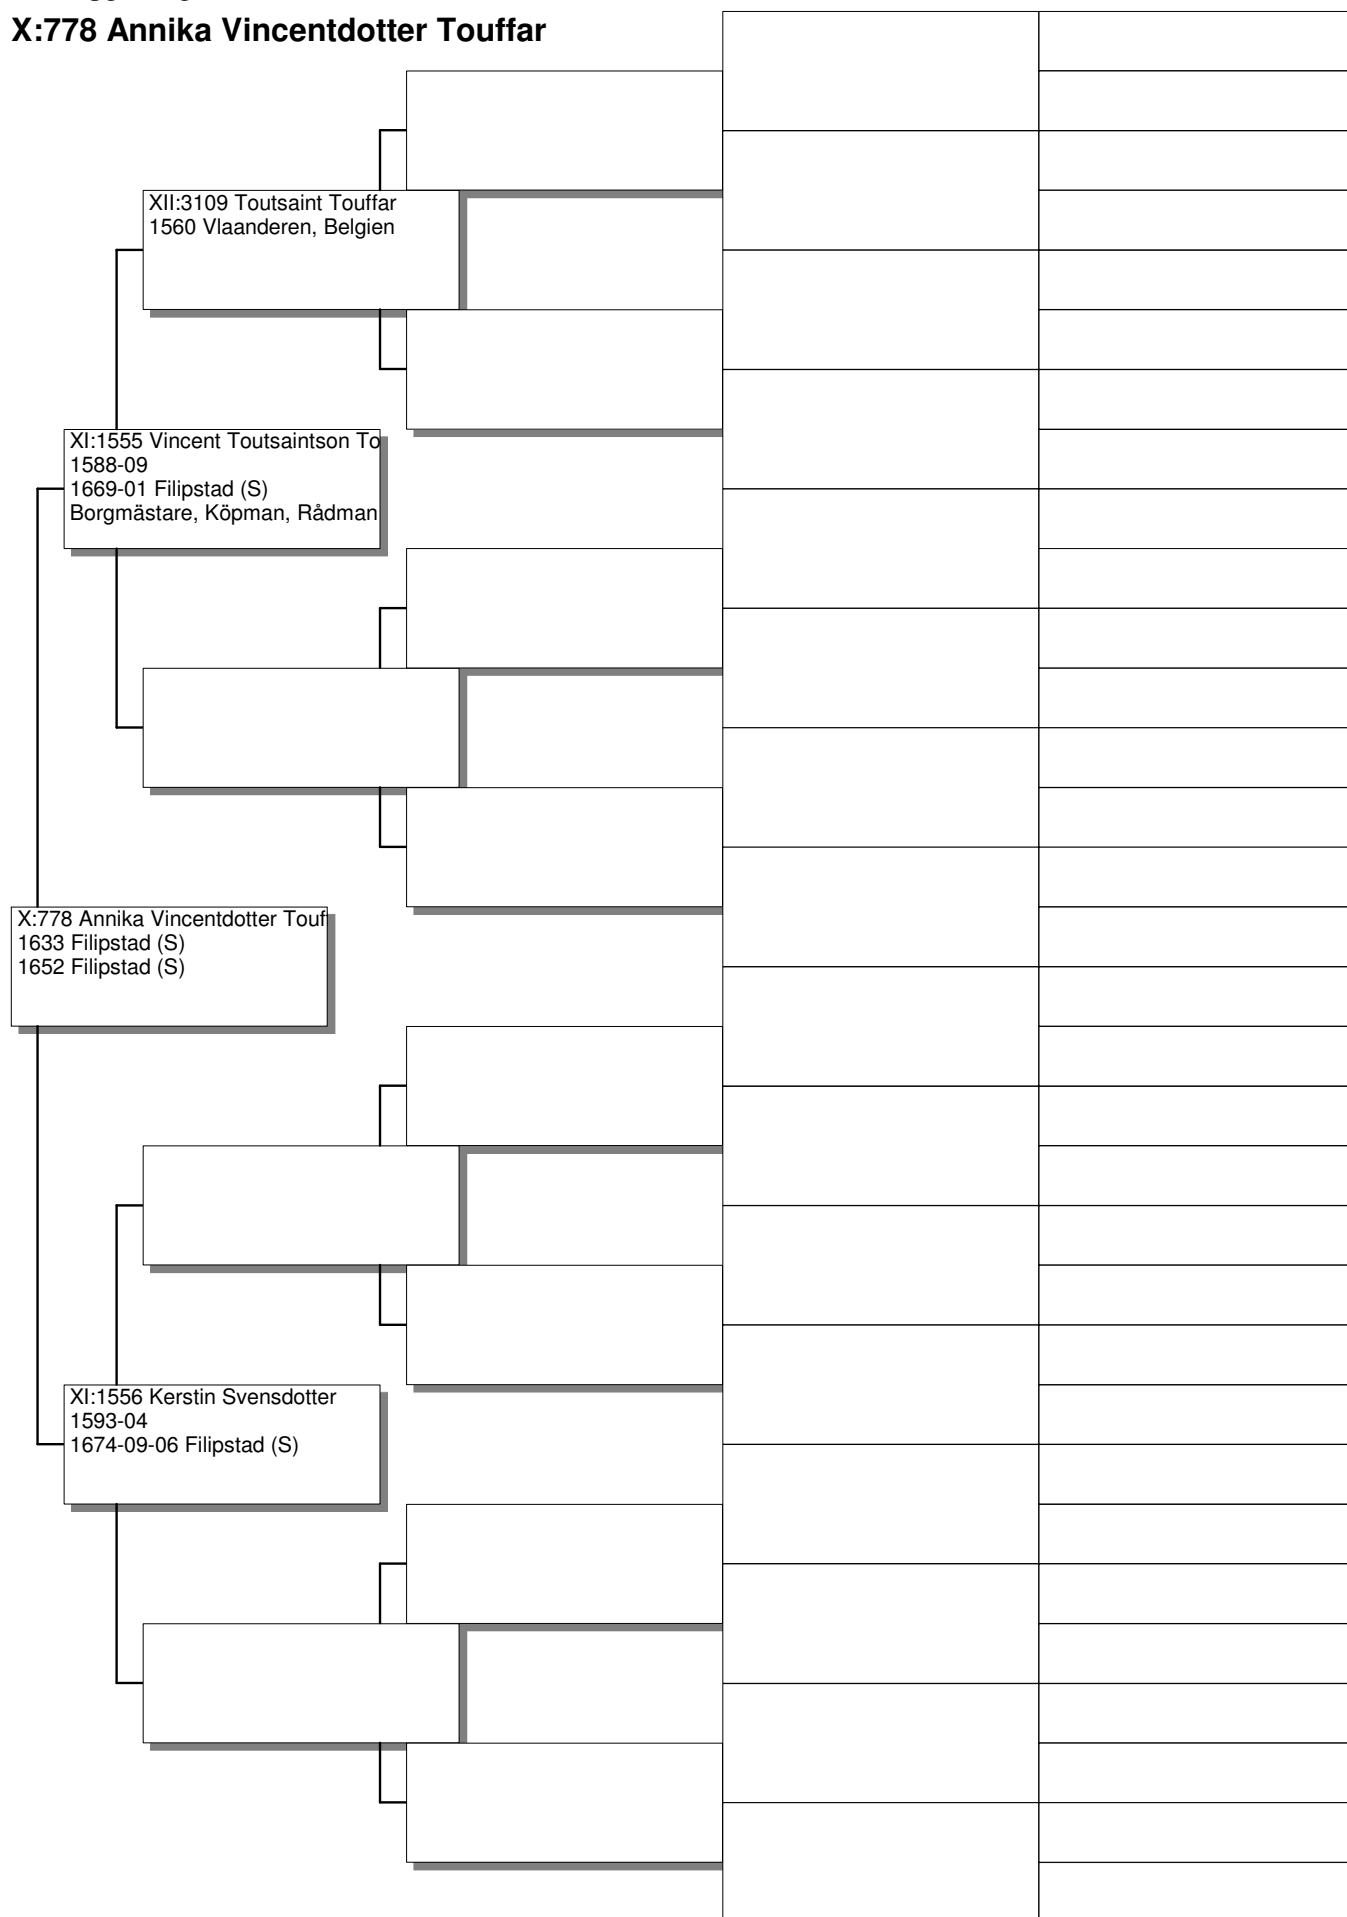 X:778 Annika Vincentdotter Touffar
XII:3109 Toutsaint Touffar
1560 Vlaanderen, Belgien
XI:1555 Vincent Toutsaintson To
1588-09
1669-01 Filipstad (S)
Borgmästare, Köpman, Rådman
X:778 Annika Vincentdotter Touf
1633 Filipstad (S)
1652 Filipstad (S)
XI:1556 Kerstin Svensdotter
1593-04
1674-09-06 Filipstad (S)